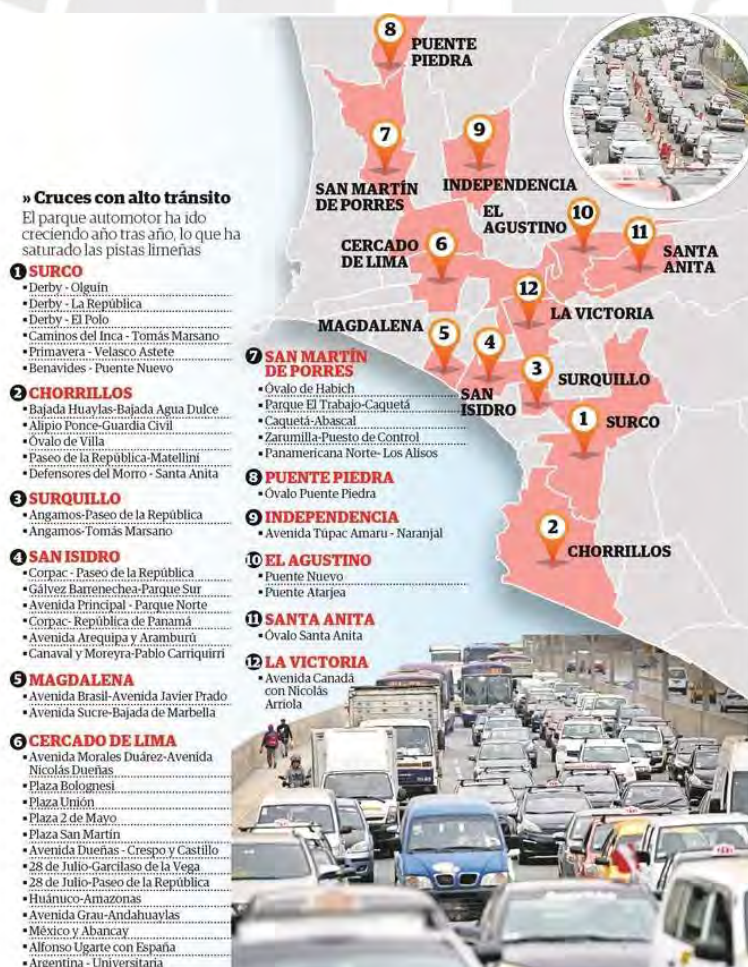 » Cruces con alto tránsito
El parque automotor ha ido
creciendo año tras año, lo que ha
saturado las pistas limeñas
1 SURCO
▪ Derby - Olguín
▪ Derby - La República
▪ Derby - El Polo
▪ Caminos del Inca - Tomás Marsano
▪ Primavera - Velasco Astete
▪ Benavides - Puente Nuevo
2 CHORRILLOS
▪ Bajada Huaylas-Bajada Agua Dulce
▪ Alipio Ponce-Guardia Civil
▪ Óvalo de Villa
▪ Paseo de la República-Matellini
▪ Defensores del Morro - Santa Anita
3 SURQUILLO
▪ Angamos-Paseo de la República
▪ Angamos-Tomás Marsano
4 SAN ISIDRO
▪ Corpac - Paseo de la República
▪ Gálvez Barrenechea-Parque Sur
▪ Avenida Principal - Parque Norte
▪ Corpac- República de Panamá
▪ Avenida Arequipa y Aramburú
▪ Canaval y Moreyra-Pablo Carriquirri
5 MAGDALENA
▪ Avenida Brasil-Avenida Javier Prado
▪ Avenida Sucre-Bajada de Marbella
6 CERCADO DE LIMA
▪ Avenida Morales Duárez-Avenida
Nicolás Dueñas
▪ Plaza Bolognesi
▪ Plaza Unión
▪ Plaza 2 de Mayo
▪ Plaza San Martín
▪ Avenida Dueñas - Crespo y Castillo
▪ 28 de Julio-Garcilaso de la Vega
▪ 28 de Julio-Paseo de la República
▪ Huánuco-Amazonas
▪ Avenida Grau-Andahuaylas
▪ México y Abancay
▪ Alfonso Ugarte con España
▪ Argentina - Universitaria
7 SAN MARTÍN
DE PORRES
▪ Óvalo de Habich
▪ Parque El Trabajo-Caquetá
▪ Caquetá-Abascal
▪ Zarumilla-Puesto de Control
▪ Panamericana Norte- Los Alisos
8 PUENTE PIEDRA
▪ Óvalo Puente Piedra
9 INDEPENDENCIA
▪ Avenida Túpac Amaru - Naranjal
10 EL AGUSTINO
▪ Puente Nuevo
▪ Puente Atarjea
11 SANTA ANITA
▪ Óvalo Santa Anita
12 LA VICTORIA
▪ Avenida Canadá
con Nicolás
Arriola
8
PUENTE
PIEDRA
7
SAN MARTÍN
DE PORRES
9
INDEPENDENCIA
EL
AGUSTINO
10
11
SANTA
ANITA
CERCADO
DE LIMA
6
12
LA VICTORIA
MAGDALENA
5
4
SAN
ISIDRO
3
SURQUILLO
1
SURCO
2
CHORRILLOS